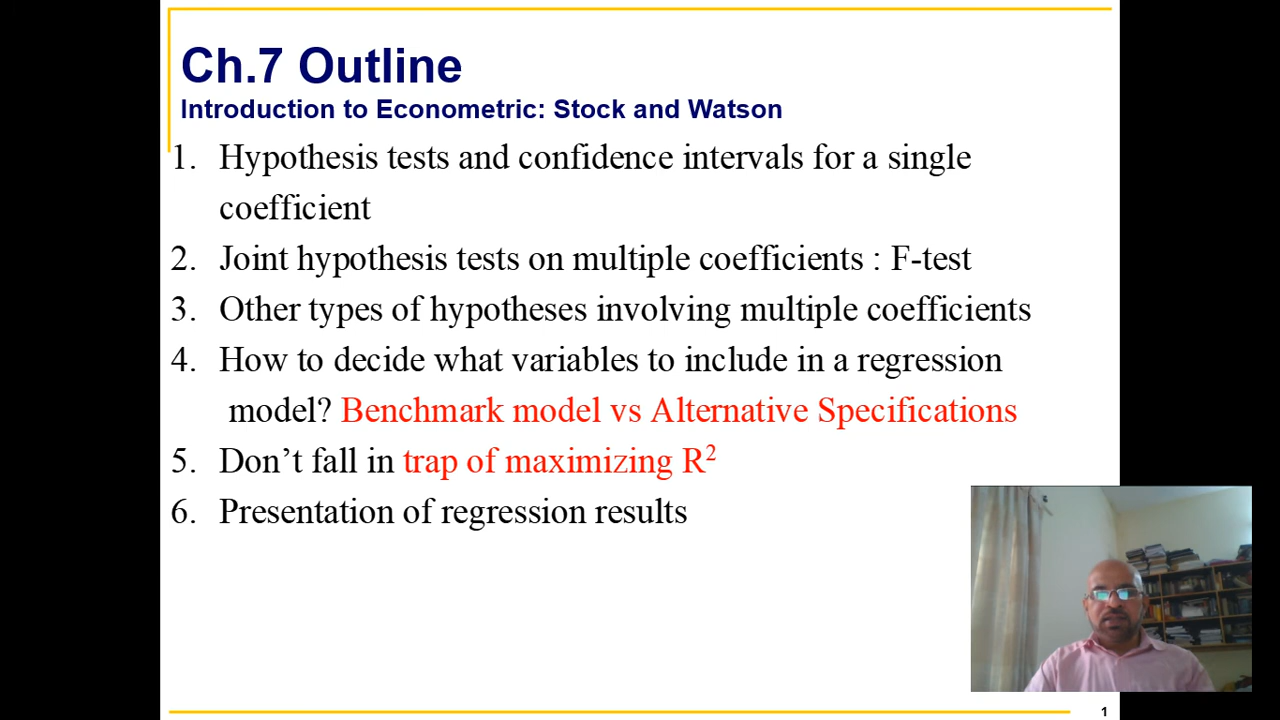 Ch.7 Outline
Introduction to Econometric: Stock and Watson
1. Hypothesis tests and confidence intervals for a single
coefficient
2. Joint hypothesis tests on multiple coefficients : F-test
3. Other types of hypotheses involving multiple coefficients
4. How to decide what variables to include in a regression
model? Benchmark model vs Alternative Specifications
5. Don’t fall in trap of maximizing R²
6. Presentation of regression results
1